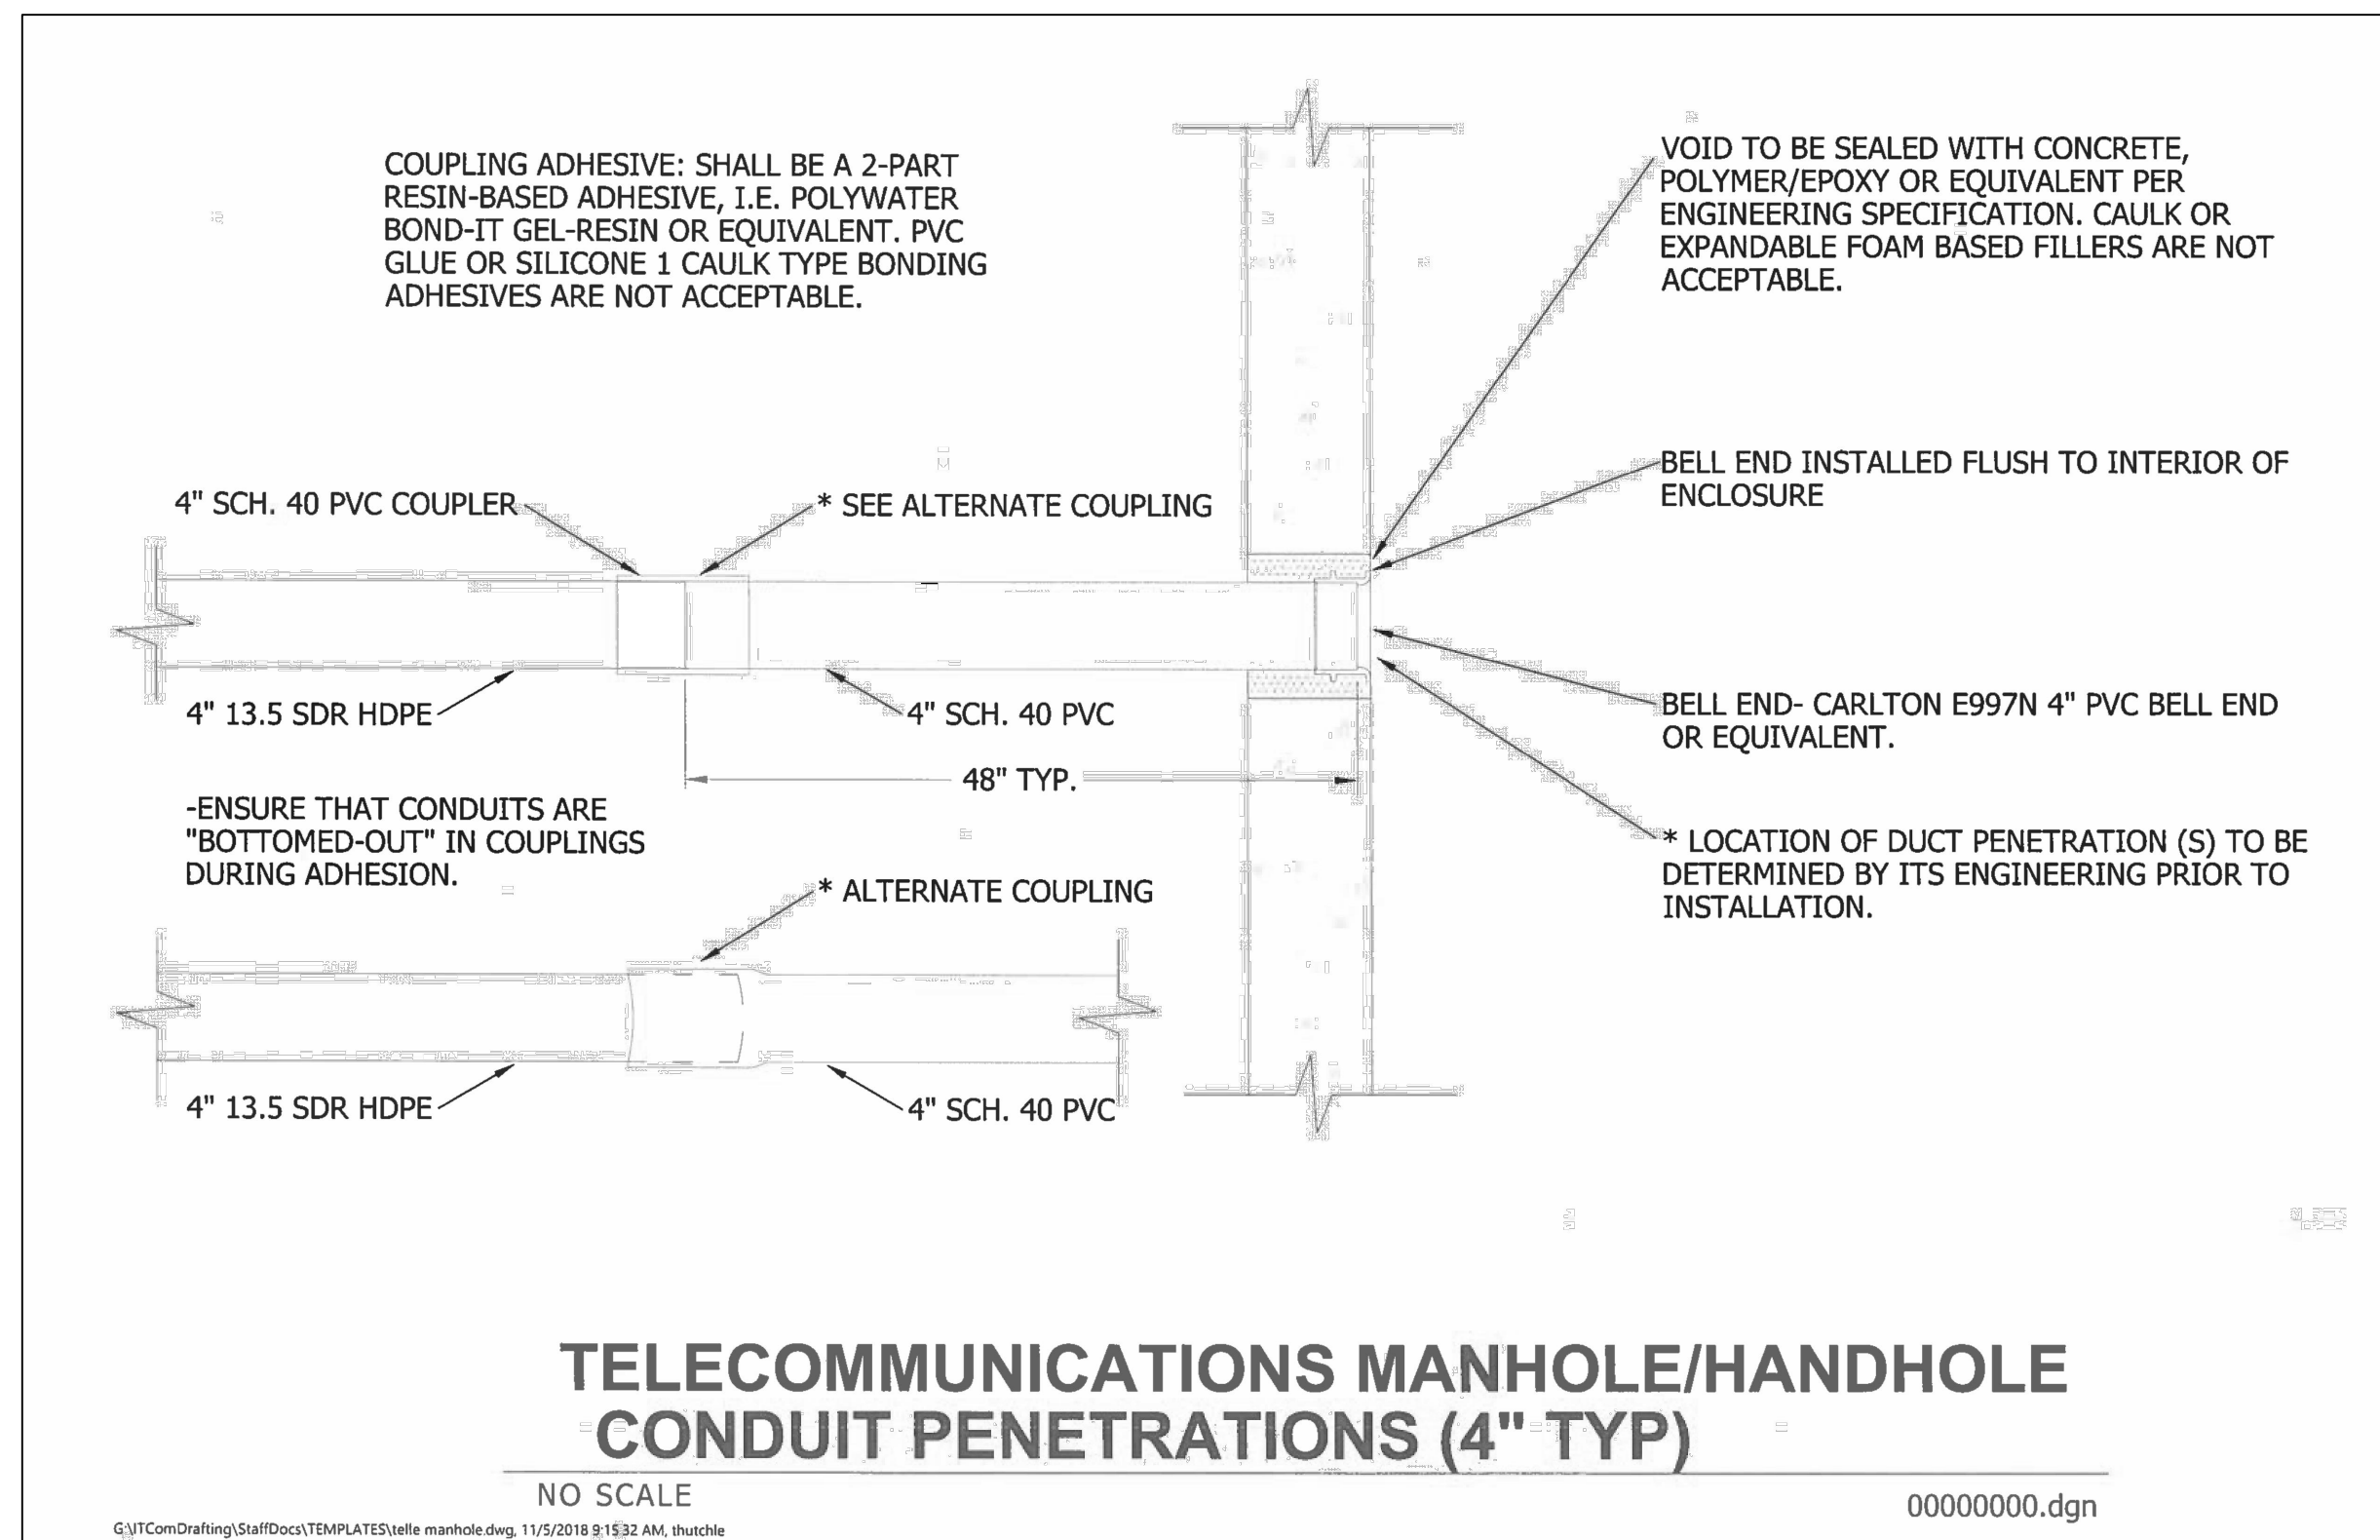 COUPLING ADHESIVE: SHALL BE A 2-PART
RESIN-BASED ADHESIVE, I.E. POLYWATER
BOND-IT GEL-RESIN OR EQUIVALENT. PVC
GLUE OR SILICONE 1 CAULK TYPE BONDING
ADHESIVES ARE NOT ACCEPTABLE.
VOID TO BE SEALED WITH CONCRETE,
POLYMER/EPOXY OR EQUIVALENT PER
ENGINEERING SPECIFICATION. CAULK OR
EXPANDABLE FOAM BASED FILLERS ARE NOT
ACCEPTABLE.
BELL END INSTALLED FLUSH TO INTERIOR OF
ENCLOSURE
4" SCH. 40 PVC COUPLER
* SEE ALTERNATE COUPLING
4" 13.5 SDR HDPE
4" SCH. 40 PVC
BELL END- CARLTON E997N 4" PVC BELL END
OR EQUIVALENT.
48" TYP.
-ENSURE THAT CONDUITS ARE
"BOTTOMED-OUT" IN COUPLINGS
DURING ADHESION.
* LOCATION OF DUCT PENETRATION (S) TO BE
DETERMINED BY ITS ENGINEERING PRIOR TO
INSTALLATION.
* ALTERNATE COUPLING
4" 13.5 SDR HDPE
4" SCH. 40 PVC
TELECOMMUNICATIONS MANHOLE/HANDHOLE
CONDUIT PENETRATIONS (4" TYP)
NO SCALE
00000000.dgn
G:\ITComDrafting\StaffDocs\TEMPLATES\telle manhole.dwg, 11/5/2018 9:15:32 AM, thutchle